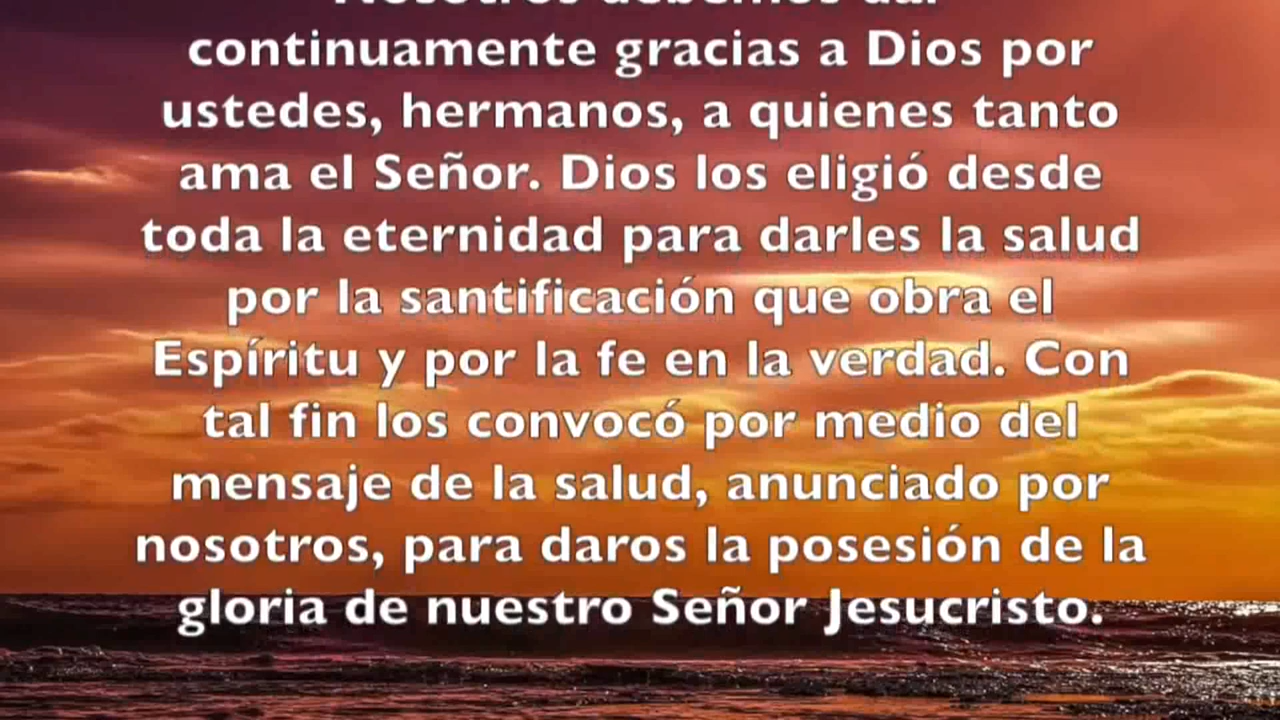 Nosotros debemos dar
continuamente gracias a Dios por
ustedes, hermanos, a quienes tanto
ama el Señor. Dios los eligió desde
toda la eternidad para darles la salud
por la santificación que obra el
Espíritu y por la fe en la verdad. Con
tal fin los convocó por medio del
mensaje de la salud, anunciado por
nosotros, para daros la posesión de la
gloria de nuestro Señor Jesucristo.